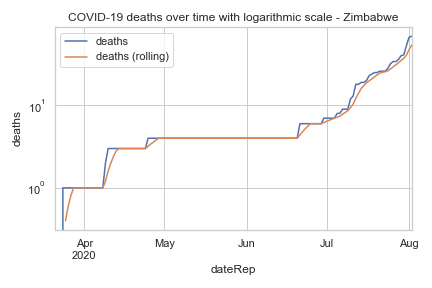 COVID-19 deaths over time with logarithmic scale - Zimbabwe
deaths
deaths (rolling)
deaths
10¹
10⁰
Apr
2020
May
Jun
Jul
Aug
dateRep